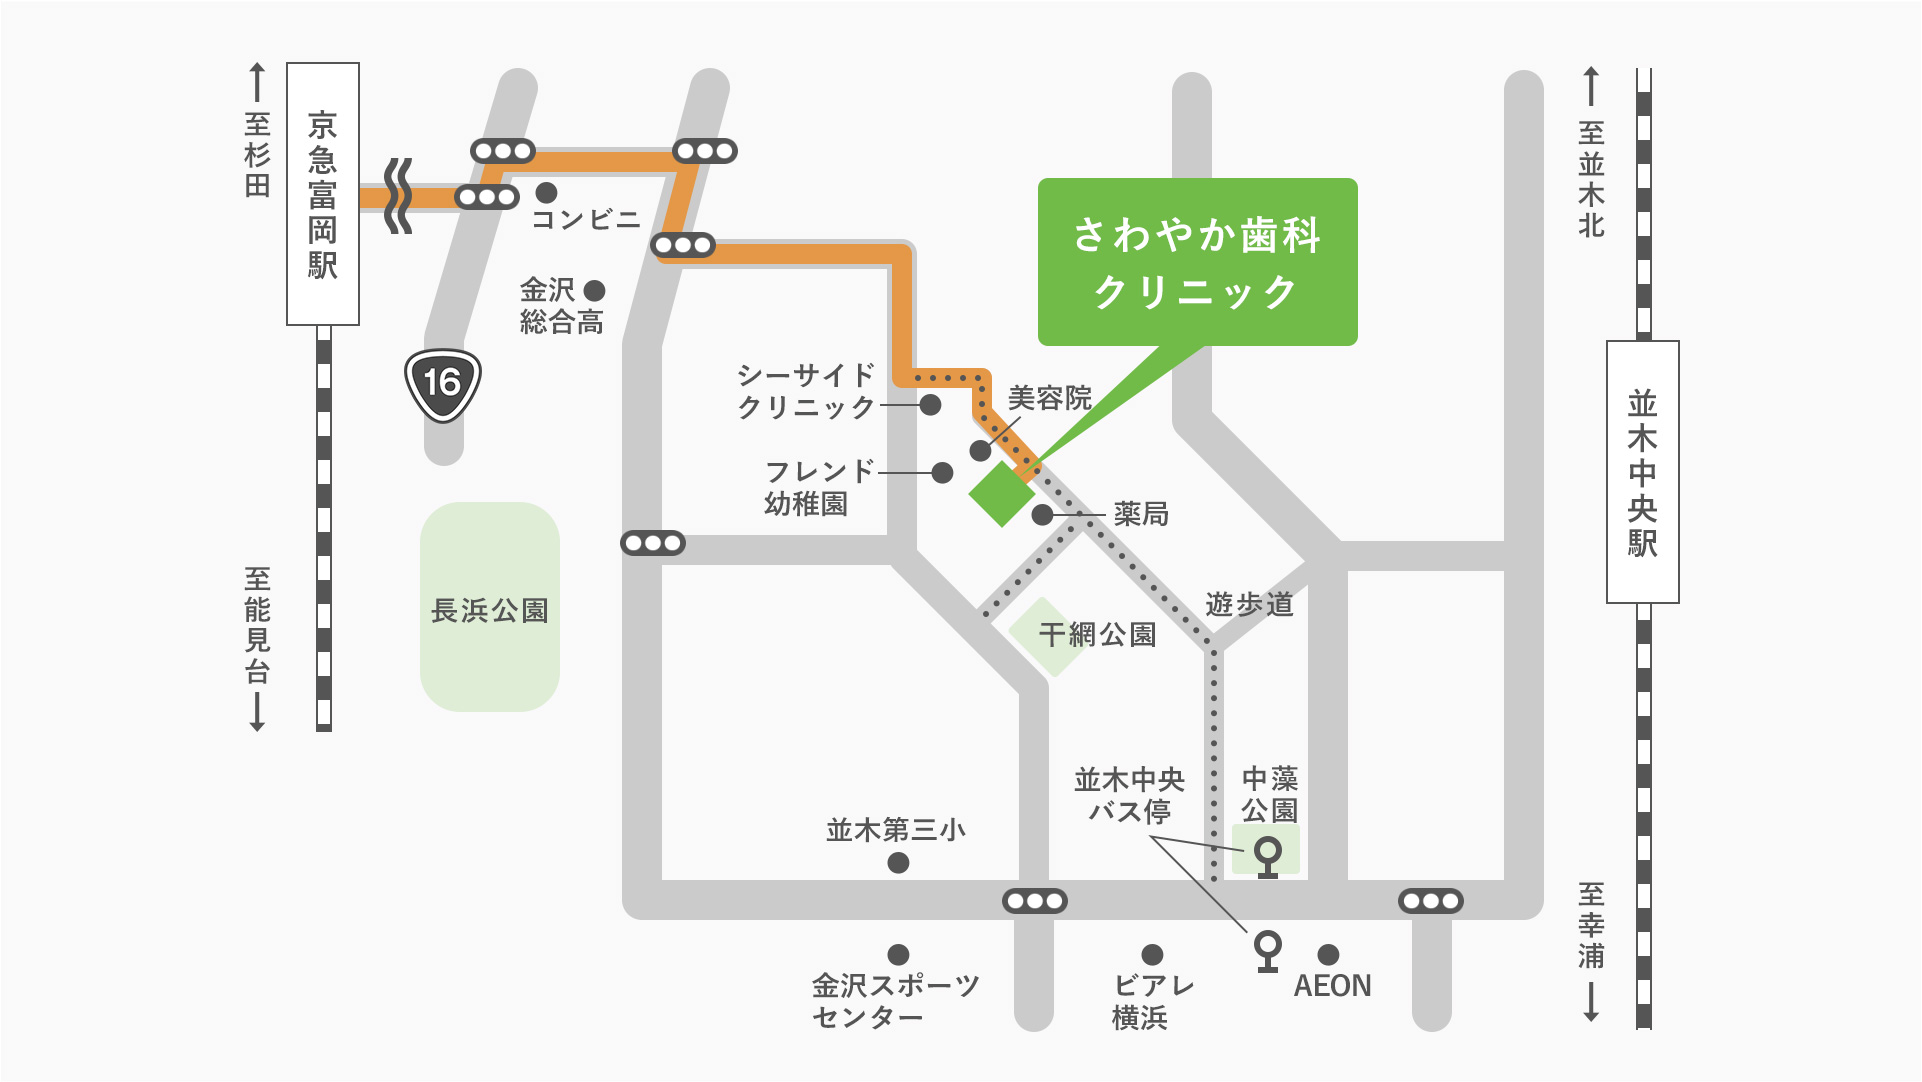 至杉田
京急富岡駅
コンビニ
金沢
総合高
16
シーサイド
クリニック
美容院
さわやか歯科
クリニック
至並木北
並木中央駅
フレンド
幼稚園
薬局
至能見台
長浜公園
干網公園
遊歩道
並木中央
バス停
中藻
公園
並木第三小
金沢スポーツ
センター
ビアレ
横浜
AEON
至幸浦